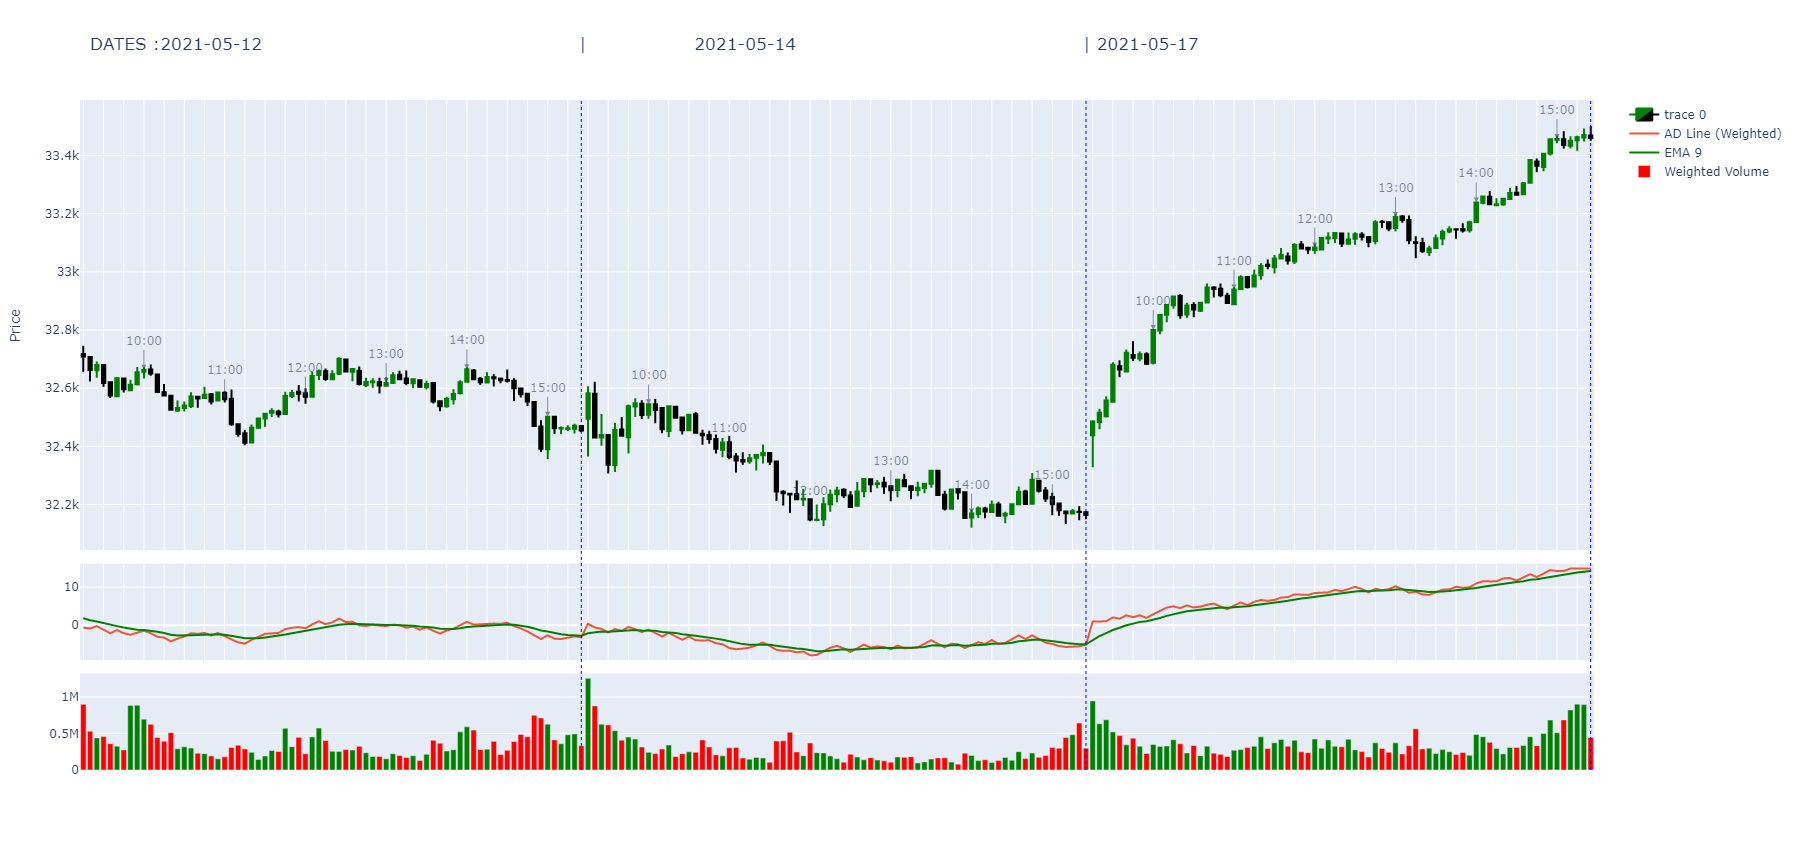 DATES :2021-05-12 | 2021-05-14 | 2021-05-17
trace 0
AD Line (Weighted)
EMA 9
Weighted Volume
Price
33.4k
33.2k
33k
32.8k
32.6k
32.4k
32.2k
10:00
11:00
12:00
13:00
14:00
15:00
10:00
11:00
12:00
13:00
14:00
15:00
10:00
11:00
12:00
13:00
14:00
15:00
10
0
1M
0.5M
0